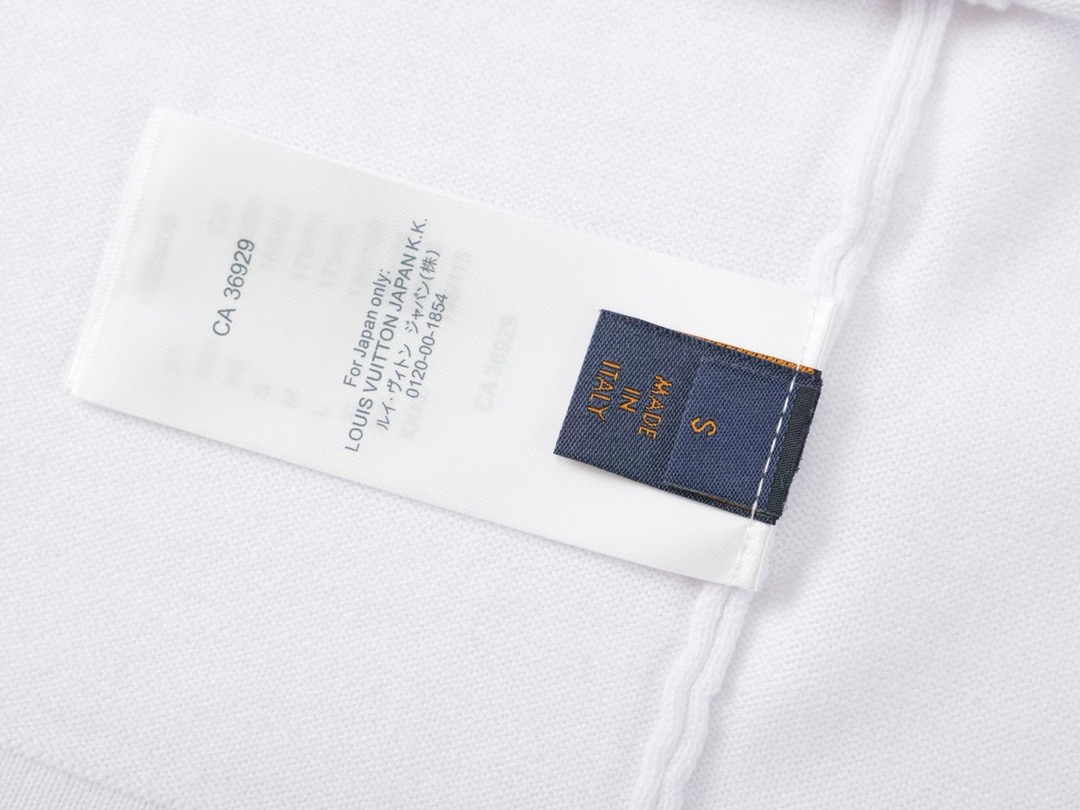 CA 36929
For Japan only:
LOUIS VUITTON JAPAN K.K.
ルイ・ヴィトン ジャパン(株)
0120-00-1854
MADE
IN
ITALY
S